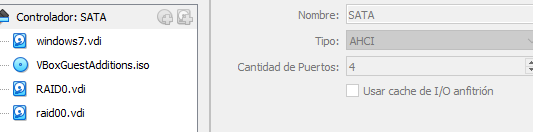 Controlador: SATA
windows7.vdi
VBoxGuestAdditions.iso
RAID0.vdi
raid00.vdi
Nombre: SATA
Tipo: AHCI
Cantidad de Puertos: 4
Usar cache de I/O anfitrión